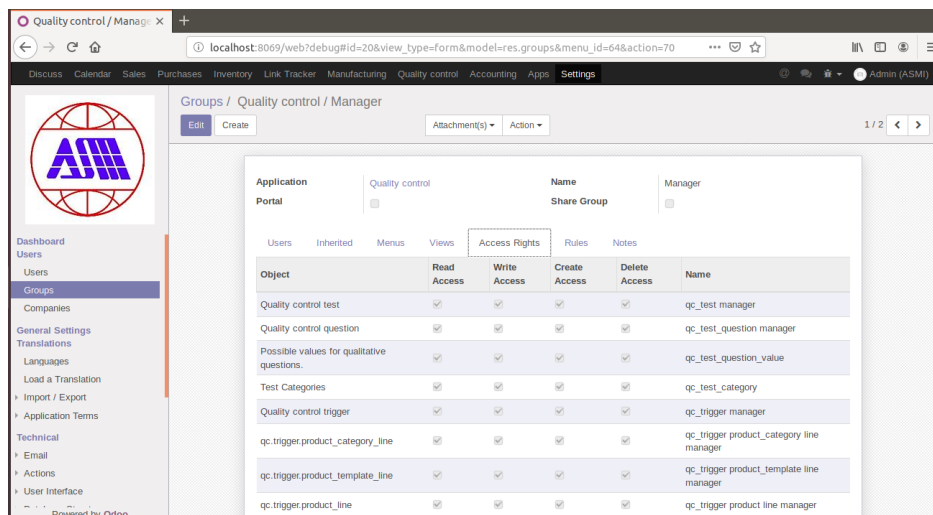 Quality control / Manage
localhost:8069/web?debug#id=20&view_type=form&model=res.groups&menu_id=64&action=70
Discuss Calendar Sales Purchases Inventory Link Tracker Manufacturing Quality control Accounting Apps Settings
Admin (ASMI)
Groups / Quality control / Manager
Edit Create Attachment(s) Action 1 / 2
Application Quality control Name Manager
Portal Share Group
Dashboard
Users
Users
Groups
Companies
General Settings
Translations
Languages
Load a Translation
Import / Export
Application Terms
Technical
Email
Actions
User Interface
Powered by Odoo
Users Inherited Menus Views Access Rights Rules Notes
Object Read Access Write Access Create Access Delete Access Name
Quality control test qc_test manager
Quality control question qc_test_question manager
Possible values for qualitative questions. qc_test_question_value
Test Categories qc_test_category
Quality control trigger qc_trigger manager
qc.trigger.product_category_line qc_trigger product_category line manager
qc.trigger.product_template_line qc_trigger product_template line manager
qc.trigger.product_line qc_trigger product line manager